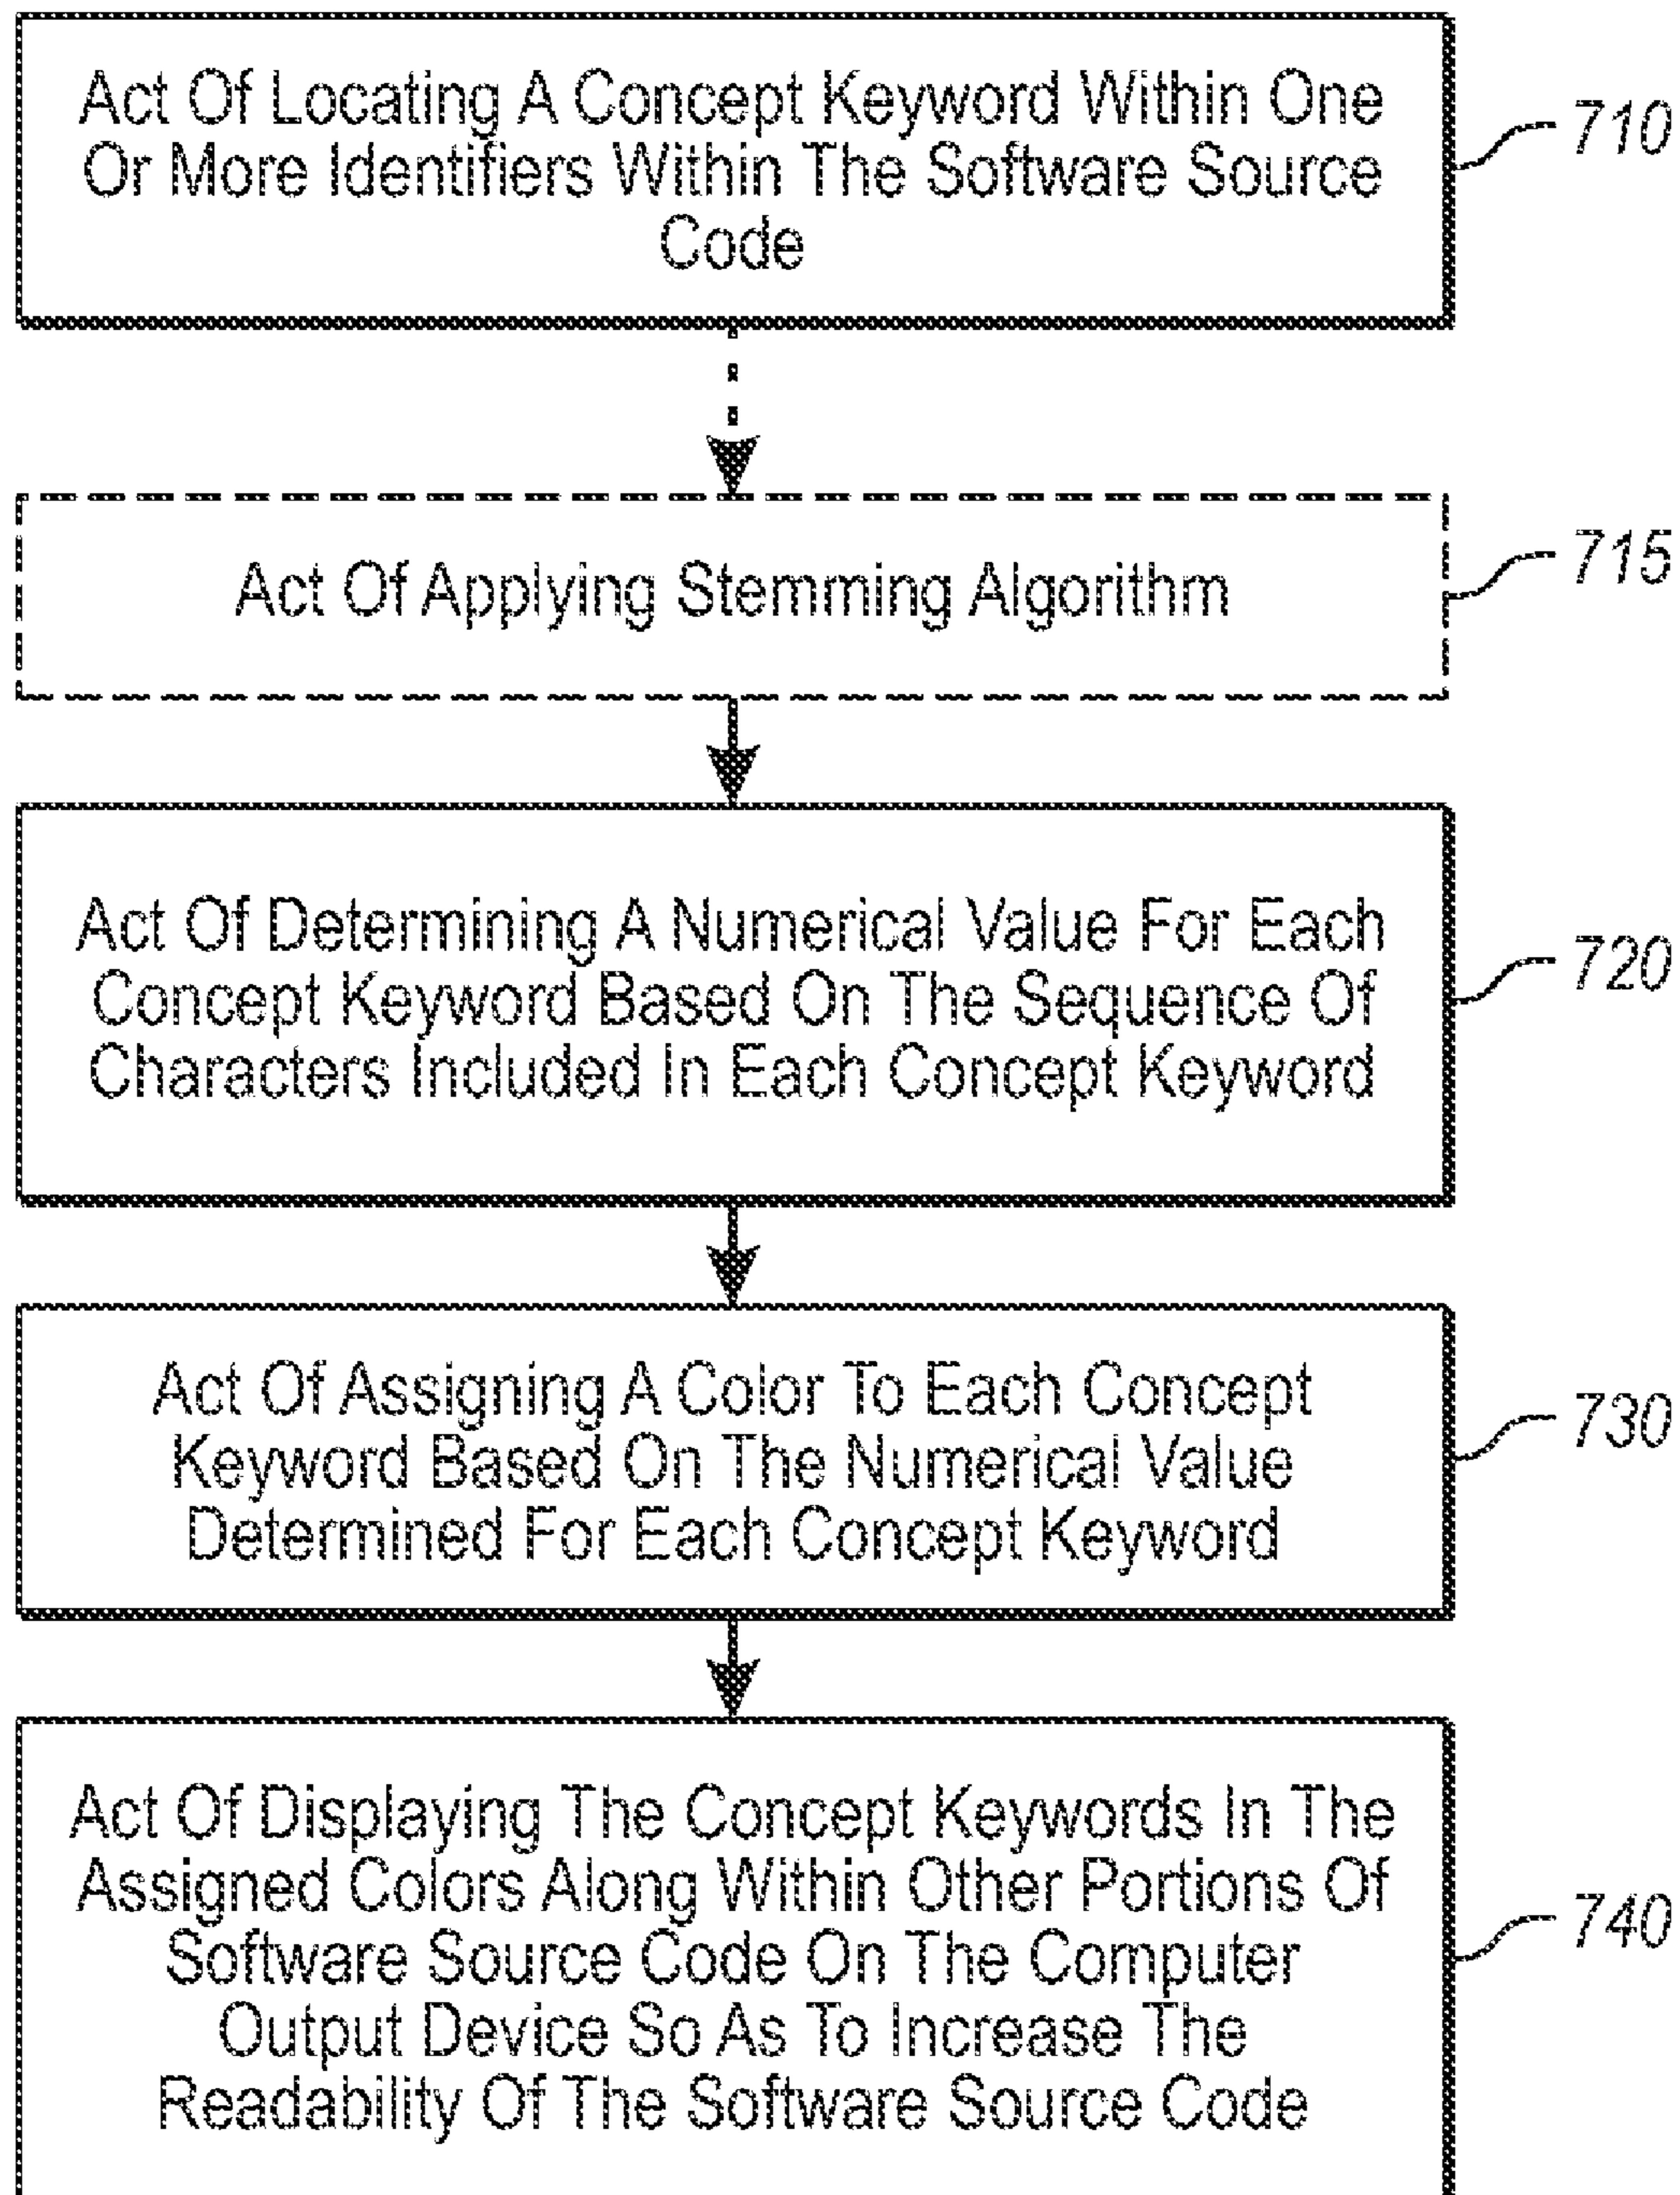 Act Of Locating A Concept Keyword Within One
Or More Identifiers Within The Software Source
Code
710
Act Of Applying Stemming Algorithm
715
Act Of Determining A Numerical Value For Each
Concept Keyword Based On The Sequence Of
Characters Included In Each Concept Keyword
720
Act Of Assigning A Color To Each Concept
Keyword Based On The Numerical Value
Determined For Each Concept Keyword
730
Act Of Displaying The Concept Keywords In The
Assigned Colors Along Within Other Portions Of
Software Source Code On The Computer
Output Device So As To Increase The
Readability Of The Software Source Code
740